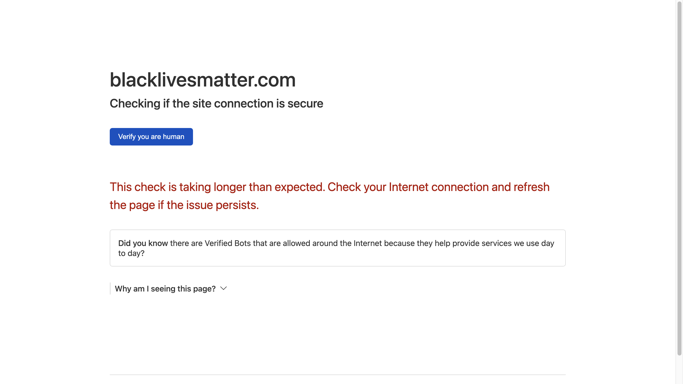 blacklivesmatter.com
Checking if the site connection is secure
Verify you are human
This check is taking longer than expected. Check your Internet connection and refresh
the page if the issue persists.
Did you know there are Verified Bots that are allowed around the Internet because they help provide services we use day
to day?
Why am I seeing this page?